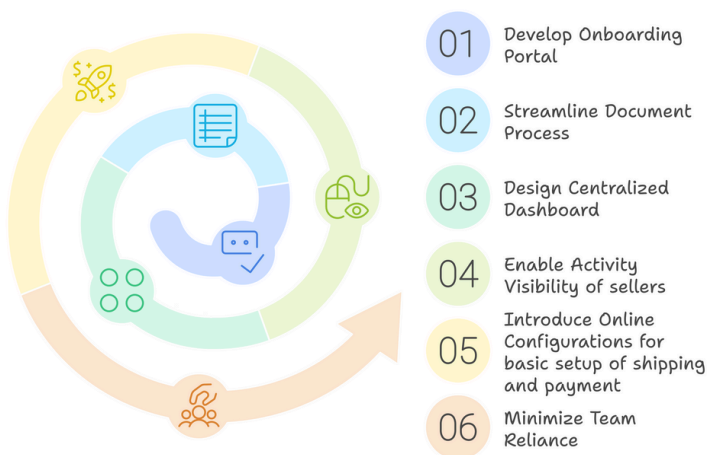 01
Develop Onboarding
Portal
02
Streamline Document
Process
03
Design Centralized
Dashboard
04
Enable Activity
Visibility of sellers
05
Introduce Online
Configurations for
basic setup of shipping
and payment
06
Minimize Team
Reliance
$
$